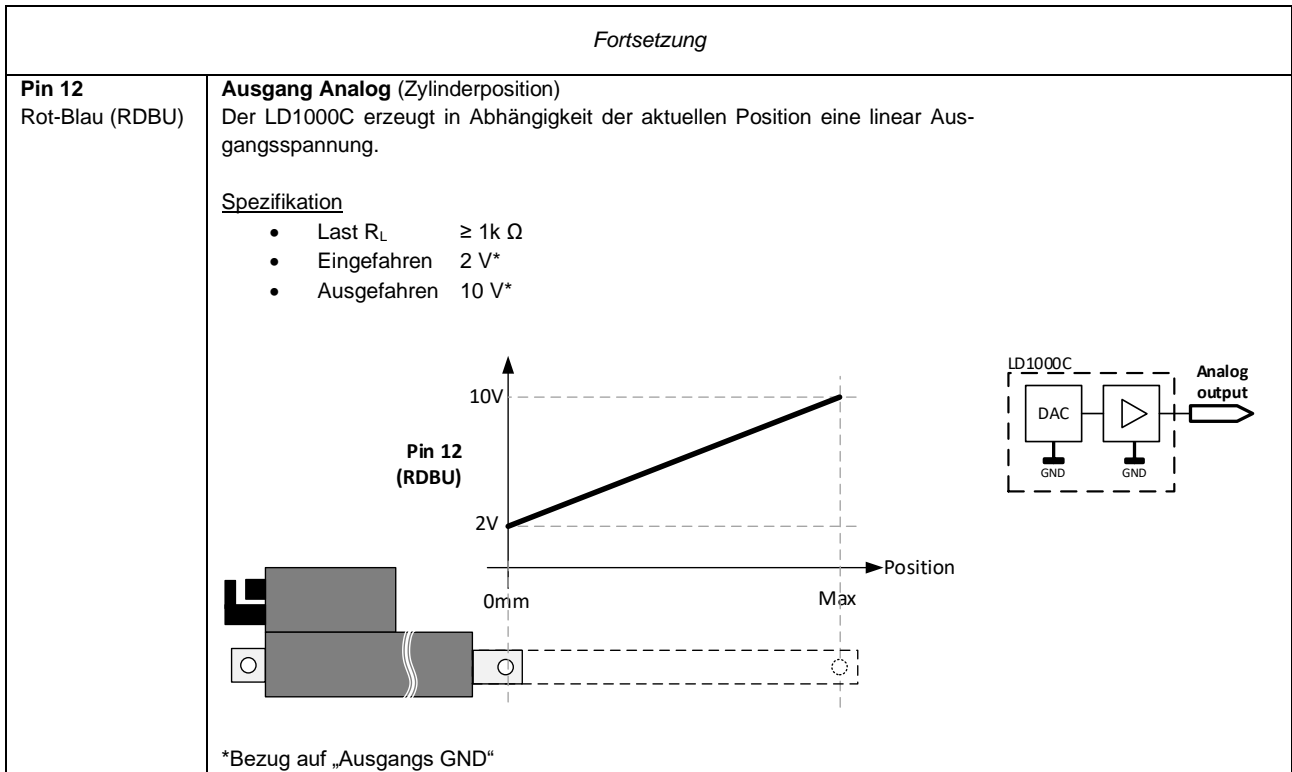 Fortsetzung
Pin 12
Rot-Blau (RDBU)
Ausgang Analog (Zylinderposition)
Der LD1000C erzeugt in Abhängigkeit der aktuellen Position eine linear Aus-
gangsspannung.
Spezifikation
• Last RL ≥ 1k Ω
• Eingefahren 2 V*
• Ausgefahren 10 V*
10V
Pin 12
(RDBU)
2V
Position
0mm
Max
LD1000C
Analog
output
DAC
GND
GND
*Bezug auf „Ausgangs GND“